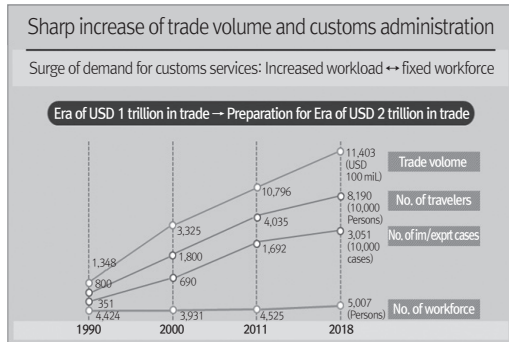 Sharp increase of trade volume and customs administration
Surge of demand for customs services: Increased workload ↔ fixed workforce
Era of USD 1 trillion in trade → Preparation for Era of USD 2 trillion in trade
11,403
(USD
100 mil.)
Trade volume
10,796
8,190
(10,000
Persons)
No. of travelers
3,325
4,035
3,051
(10,000
cases)
No. of im/exprt cases
1,348
1,800
1,692
800
690
351
4,424
3,931
4,525
5,007
(Persons)
No. of workforce
1990
2000
2011
2018